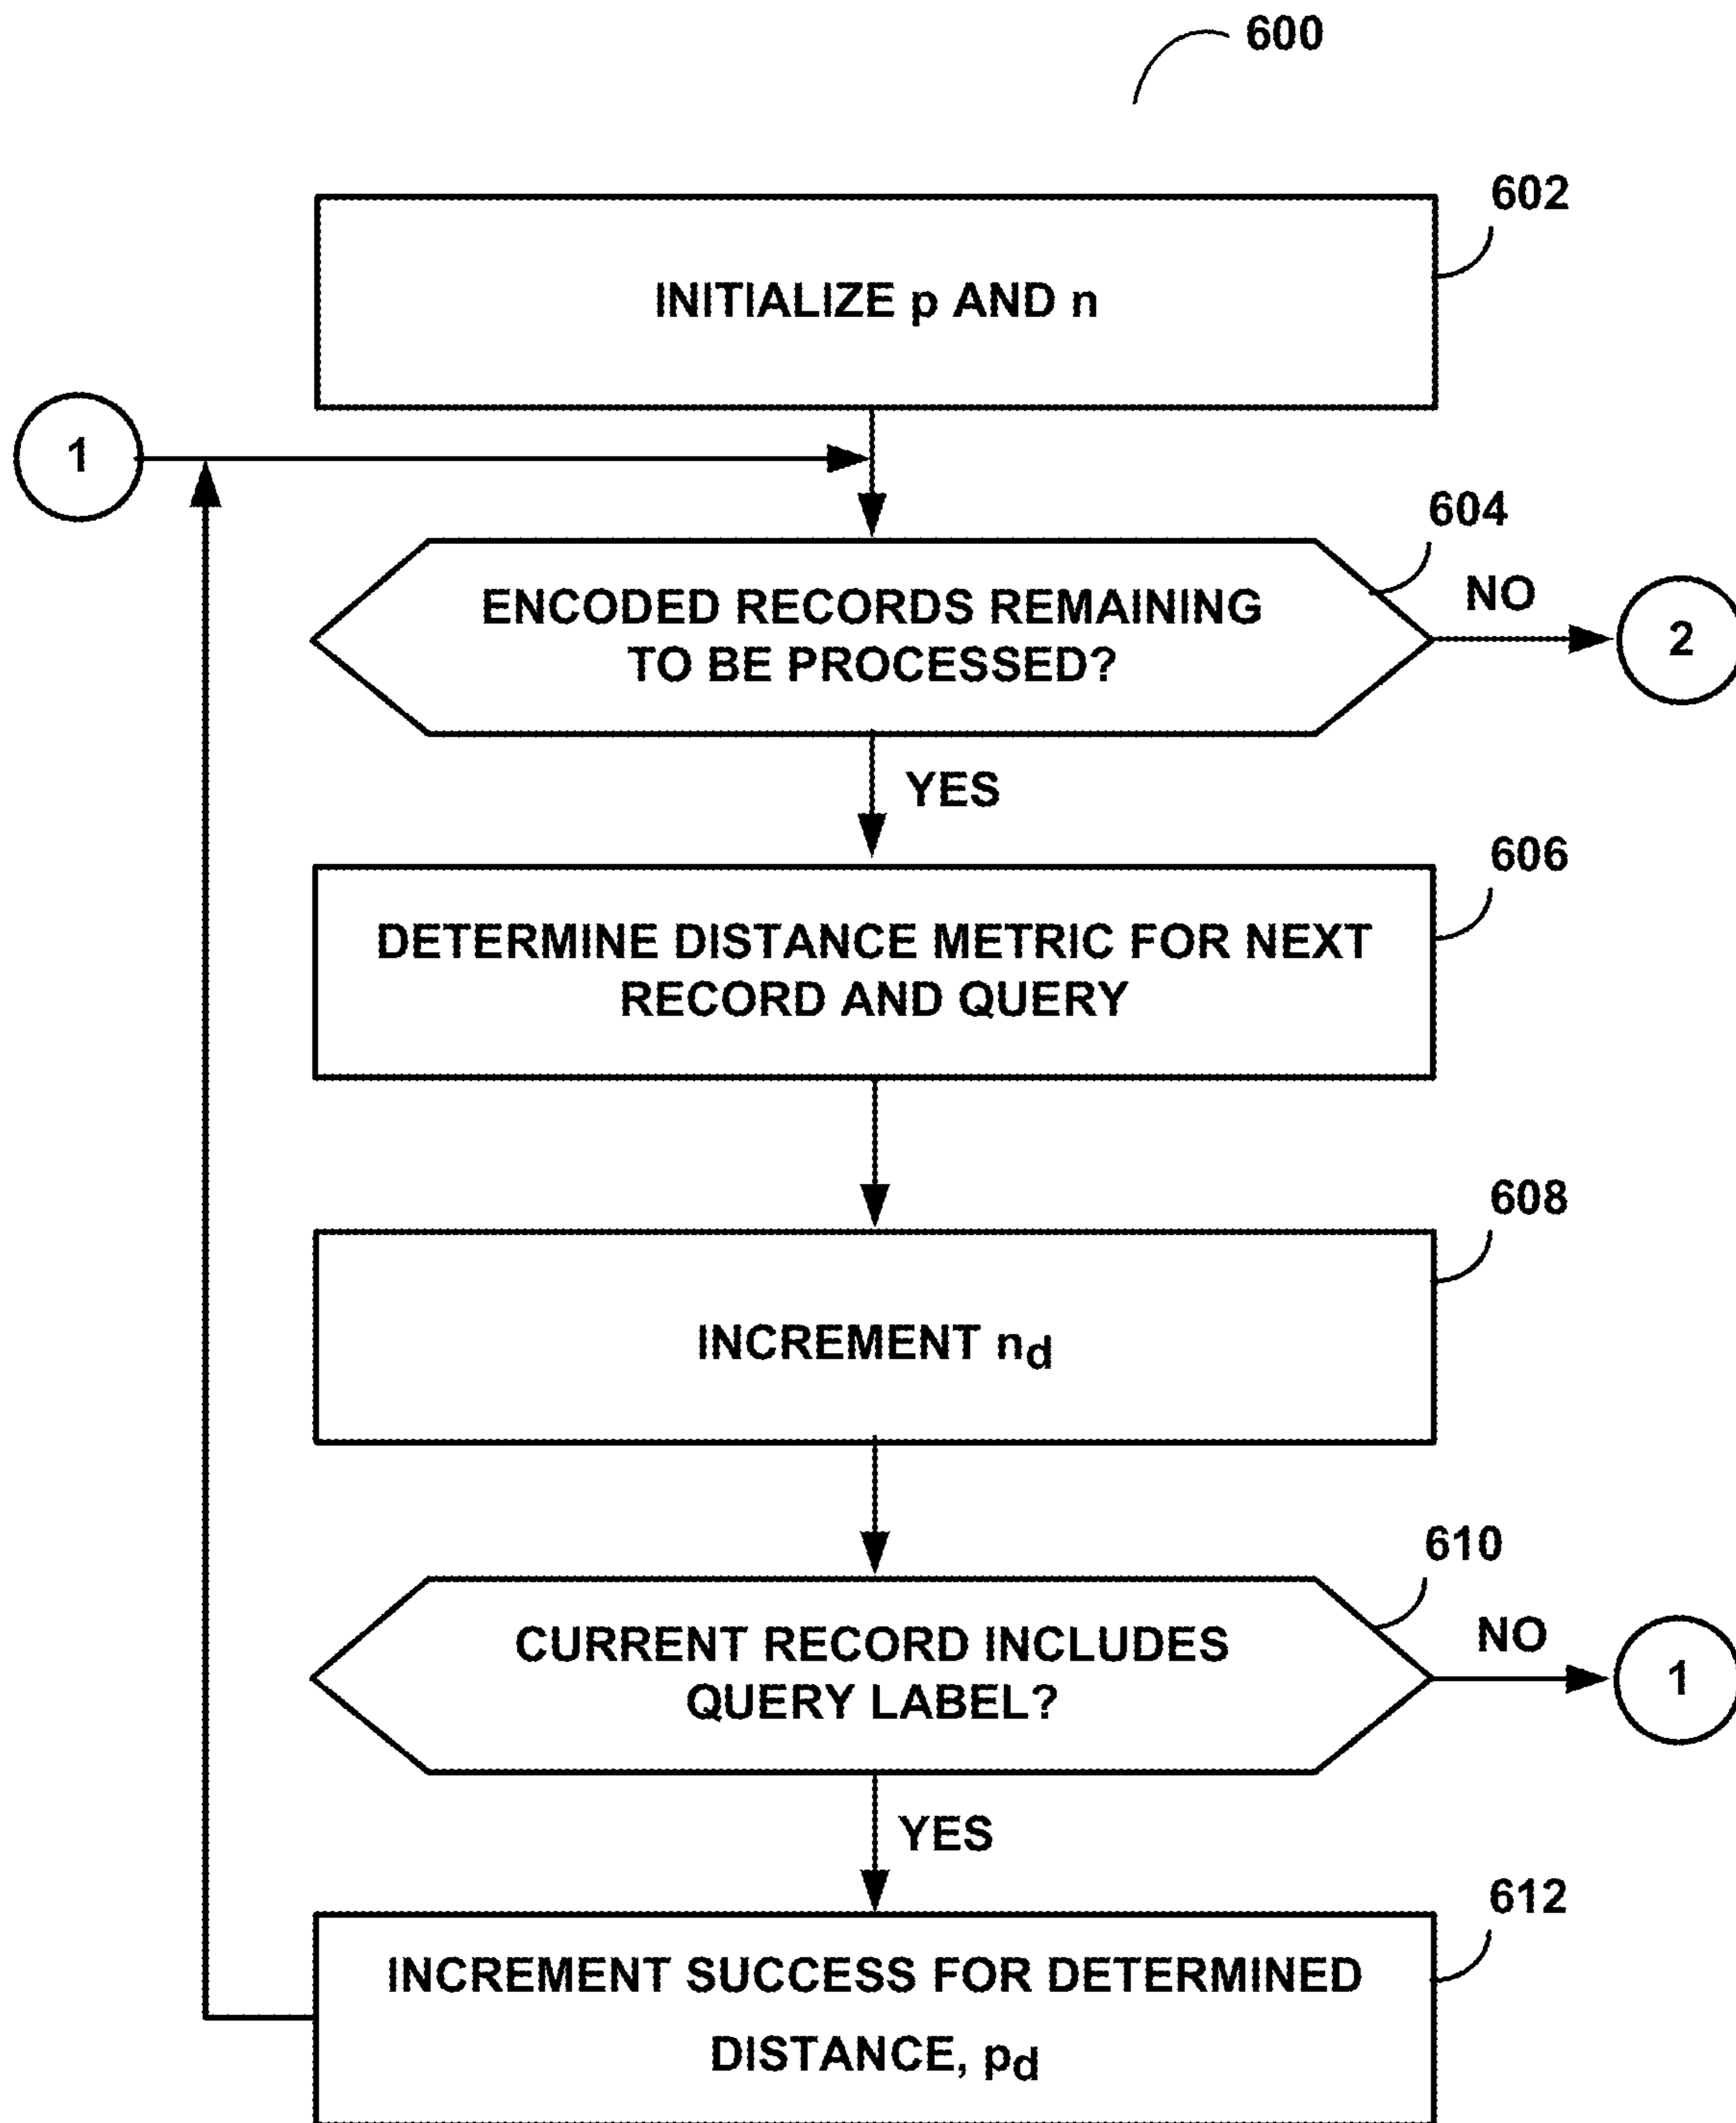 600
602
INITIALIZE p AND n
1
604
ENCODED RECORDS REMAINING
TO BE PROCESSED?
NO
2
YES
606
DETERMINE DISTANCE METRIC FOR NEXT
RECORD AND QUERY
608
INCREMENT nd
610
CURRENT RECORD INCLUDES
QUERY LABEL?
NO
1
YES
612
INCREMENT SUCCESS FOR DETERMINED
DISTANCE, pd